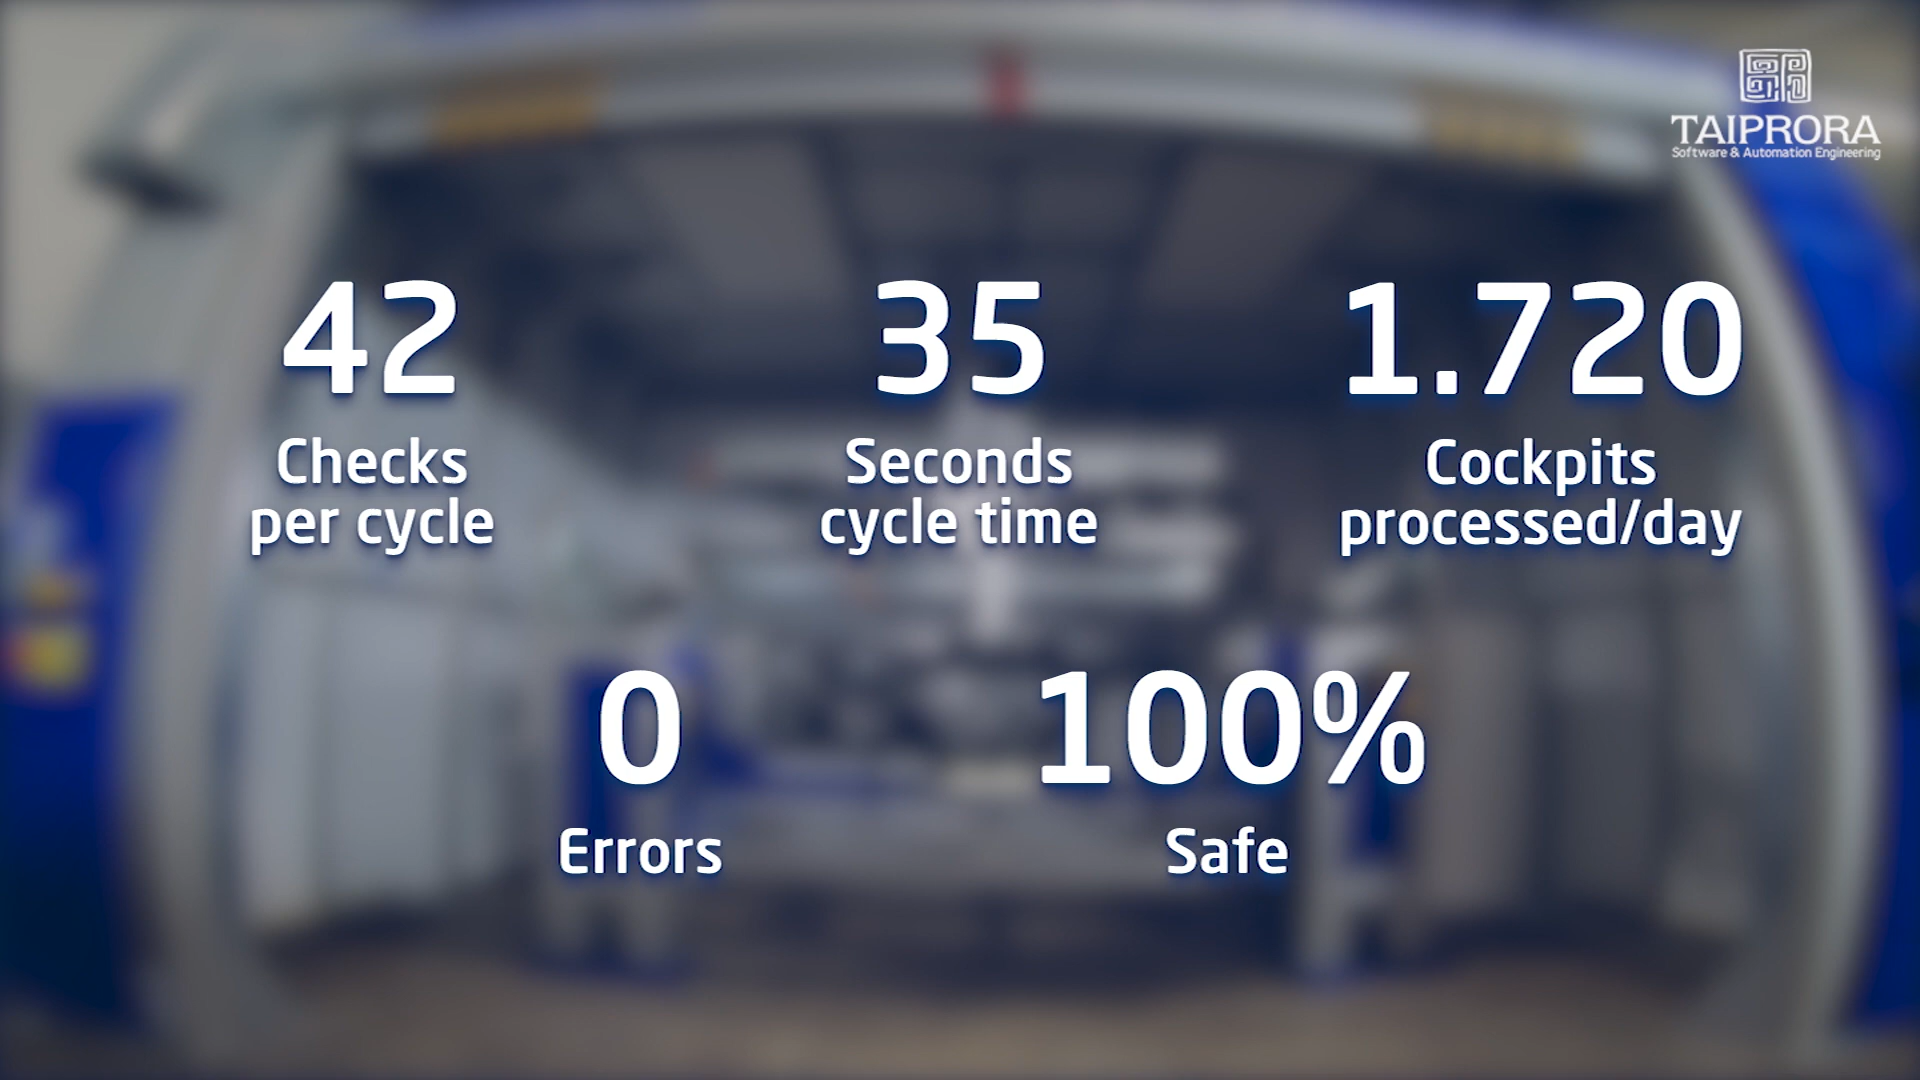 TAIPRORA
Software & Automation Engineering
42
Checks
per cycle
35
Seconds
cycle time
1.720
Cockpits
processed/day
0
Errors
100%
Safe